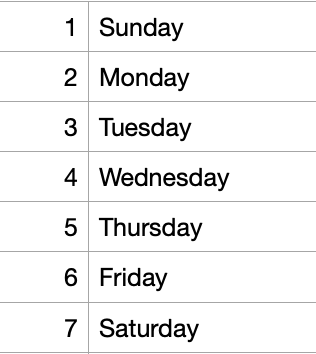 1 Sunday
2 Monday
3 Tuesday
4 Wednesday
5 Thursday
6 Friday
7 Saturday